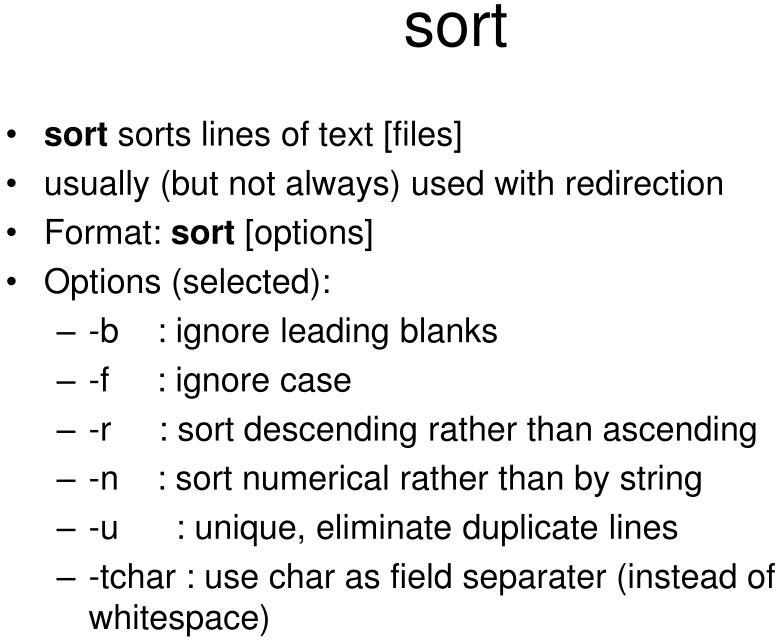 sort
• sort sorts lines of text [files]
• usually (but not always) used with redirection
• Format: sort [options]
• Options (selected):
– -b : ignore leading blanks
– -f : ignore case
– -r : sort descending rather than ascending
– -n : sort numerical rather than by string
– -u : unique, eliminate duplicate lines
– -tchar : use char as field separater (instead of
whitespace)